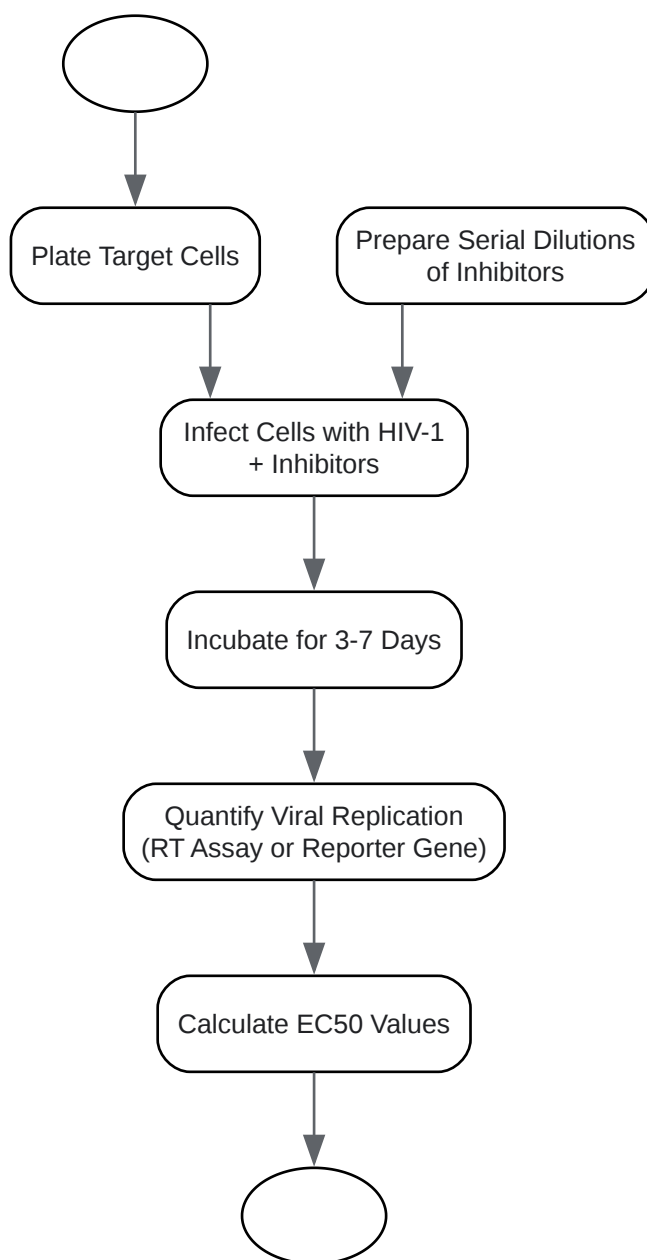 Plate Target Cells
Prepare Serial Dilutions
of Inhibitors
Infect Cells with HIV-1
+ Inhibitors
Incubate for 3-7 Days
Quantify Viral Replication
(RT Assay or Reporter Gene)
Calculate EC50 Values